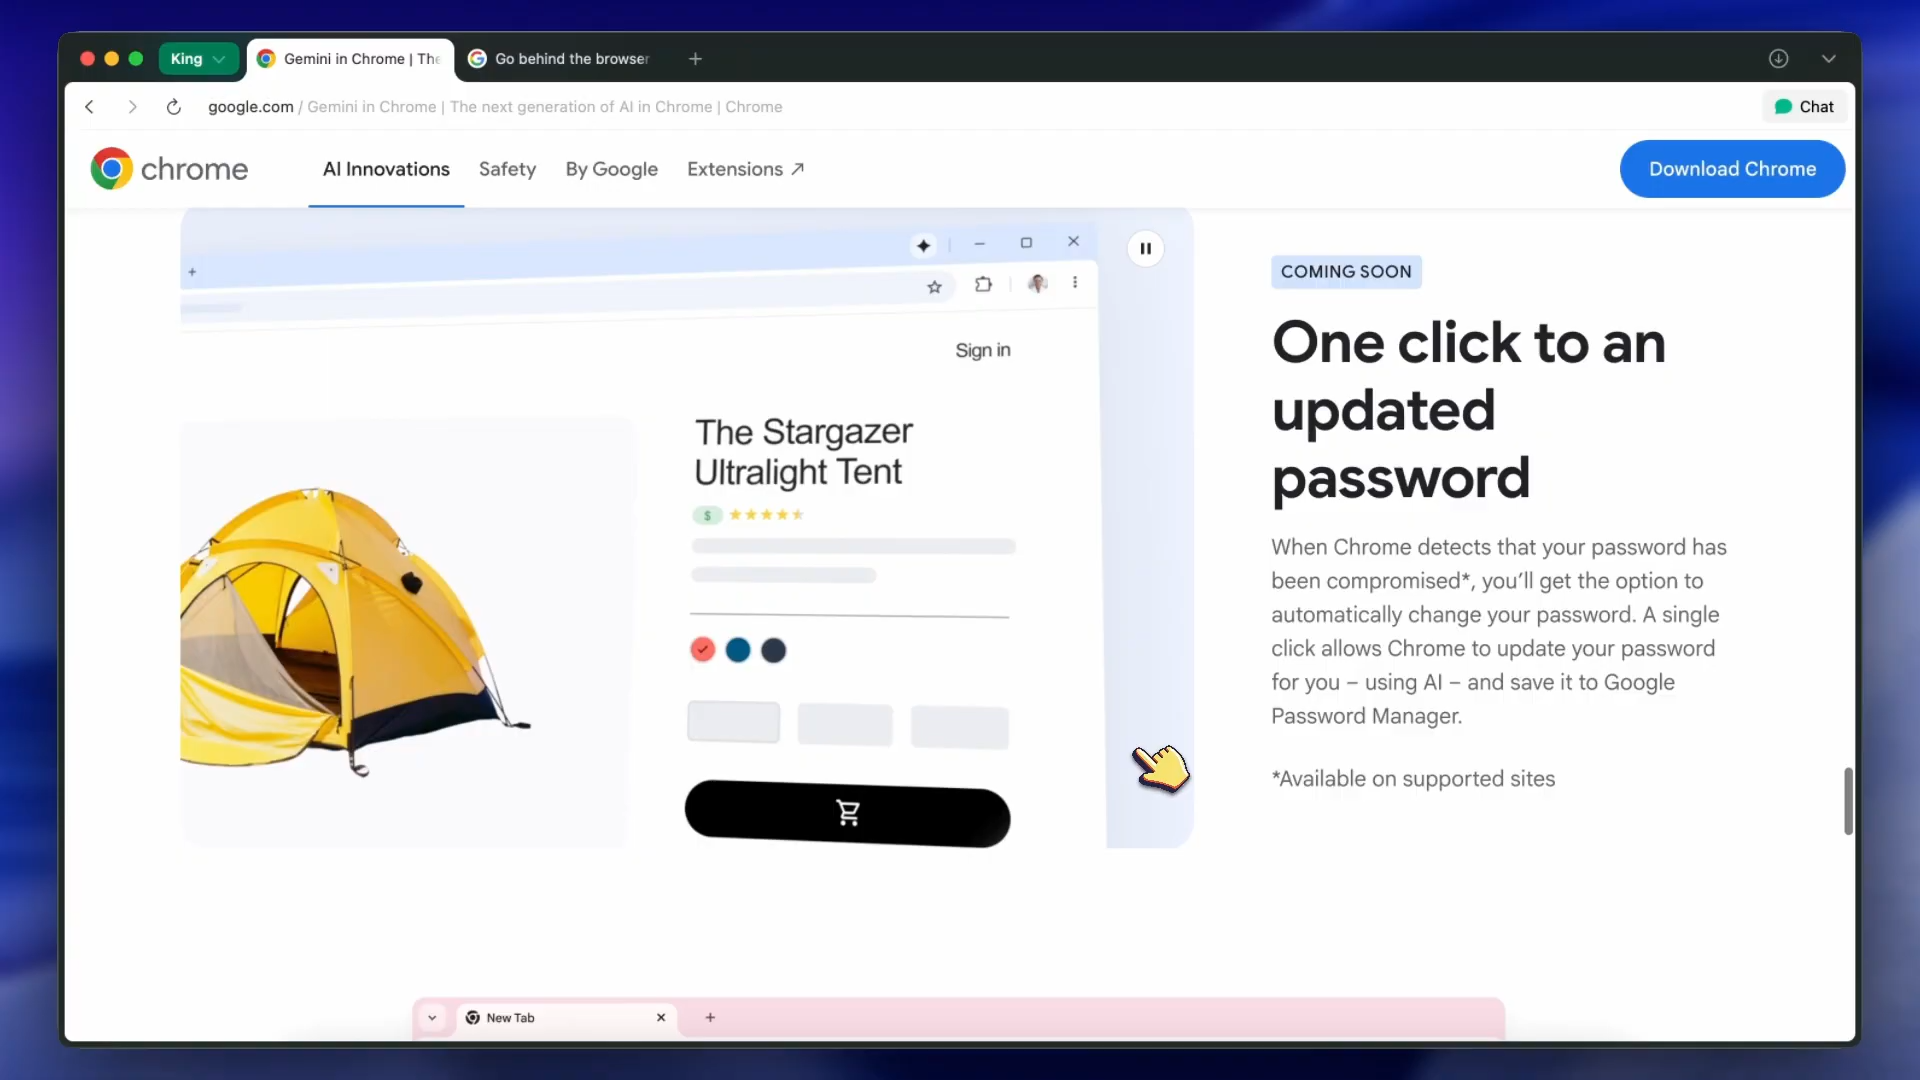 King
Gemini in Chrome | The
Go behind the browser
google.com / Gemini in Chrome | The next generation of AI in Chrome | Chrome
Chat
chrome
AI Innovations
Safety
By Google
Extensions ↗
Download Chrome
Sign in
The Stargazer
Ultralight Tent
$
COMING SOON
One click to an
updated
password
When Chrome detects that your password has
been compromised*, you’ll get the option to
automatically change your password. A single
click allows Chrome to update your password
for you – using AI – and save it to Google
Password Manager.
*Available on supported sites
New Tab